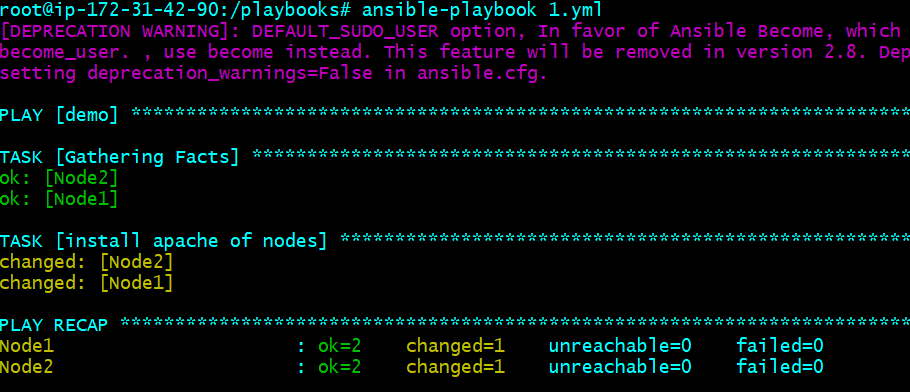 root@ip-172-31-42-90:/playbooks# ansible-playbook 1.yml
[DEPRECATION WARNING]: DEFAULT_SUDO_USER option, In favor of Ansible Become, which
become_user. , use become instead. This feature will be removed in version 2.8. Dep
setting deprecation_warnings=False in ansible.cfg.
PLAY [demo] ***********************************************************************
TASK [Gathering Facts] ************************************************************
ok: [Node2]
ok: [Node1]
TASK [install apache of nodes] ****************************************************
changed: [Node2]
changed: [Node1]
PLAY RECAP ************************************************************************
Node1                      : ok=2    changed=1    unreachable=0    failed=0
Node2                      : ok=2    changed=1    unreachable=0    failed=0